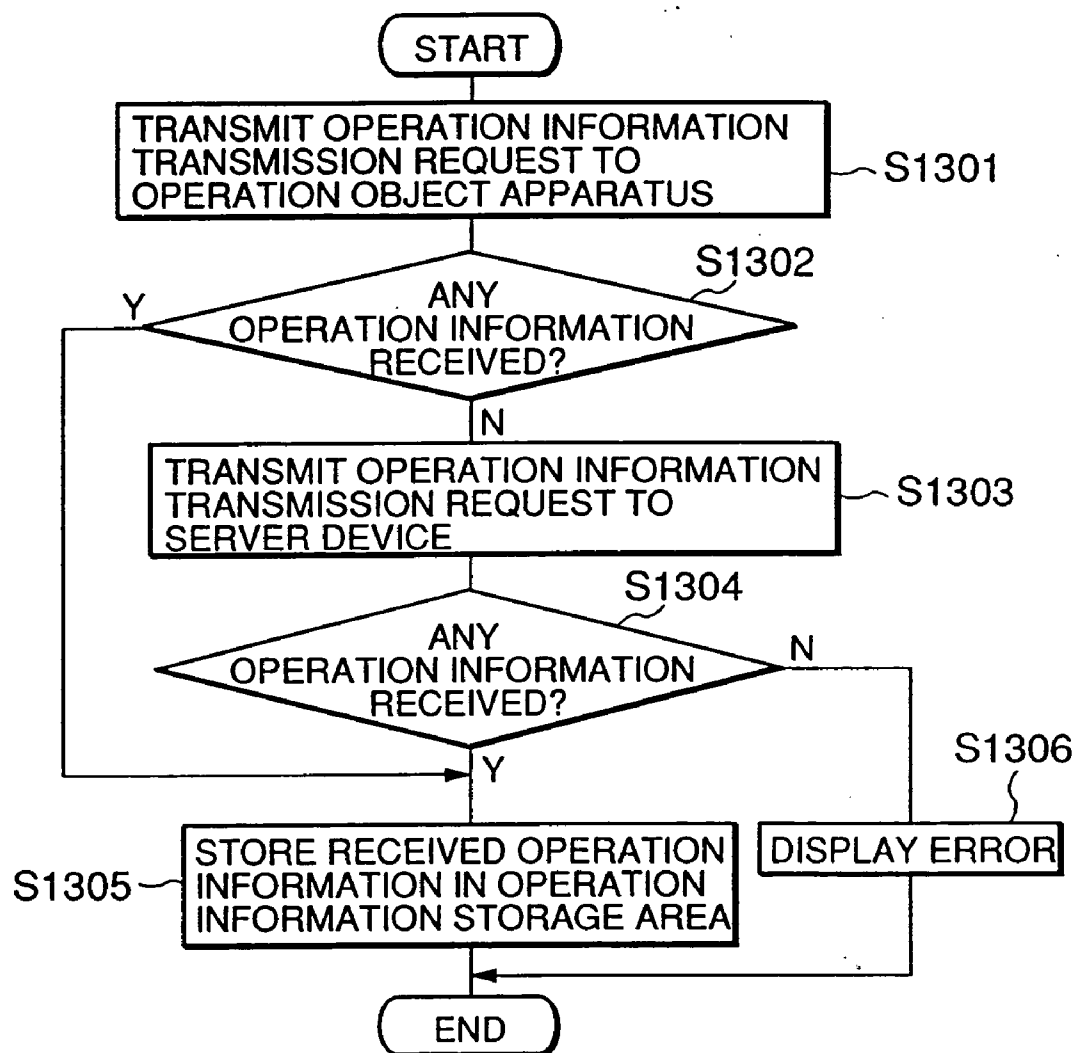 START
TRANSMIT OPERATION INFORMATION
TRANSMISSION REQUEST TO
OPERATION OBJECT APPARATUS
S1301
S1302
Y
ANY
OPERATION INFORMATION
RECEIVED?
N
TRANSMIT OPERATION INFORMATION
TRANSMISSION REQUEST TO
SERVER DEVICE
S1303
S1304
ANY
OPERATION INFORMATION
RECEIVED?
N
Y
S1306
STORE RECEIVED OPERATION
INFORMATION IN OPERATION
INFORMATION STORAGE AREA
S1305
DISPLAY ERROR
END